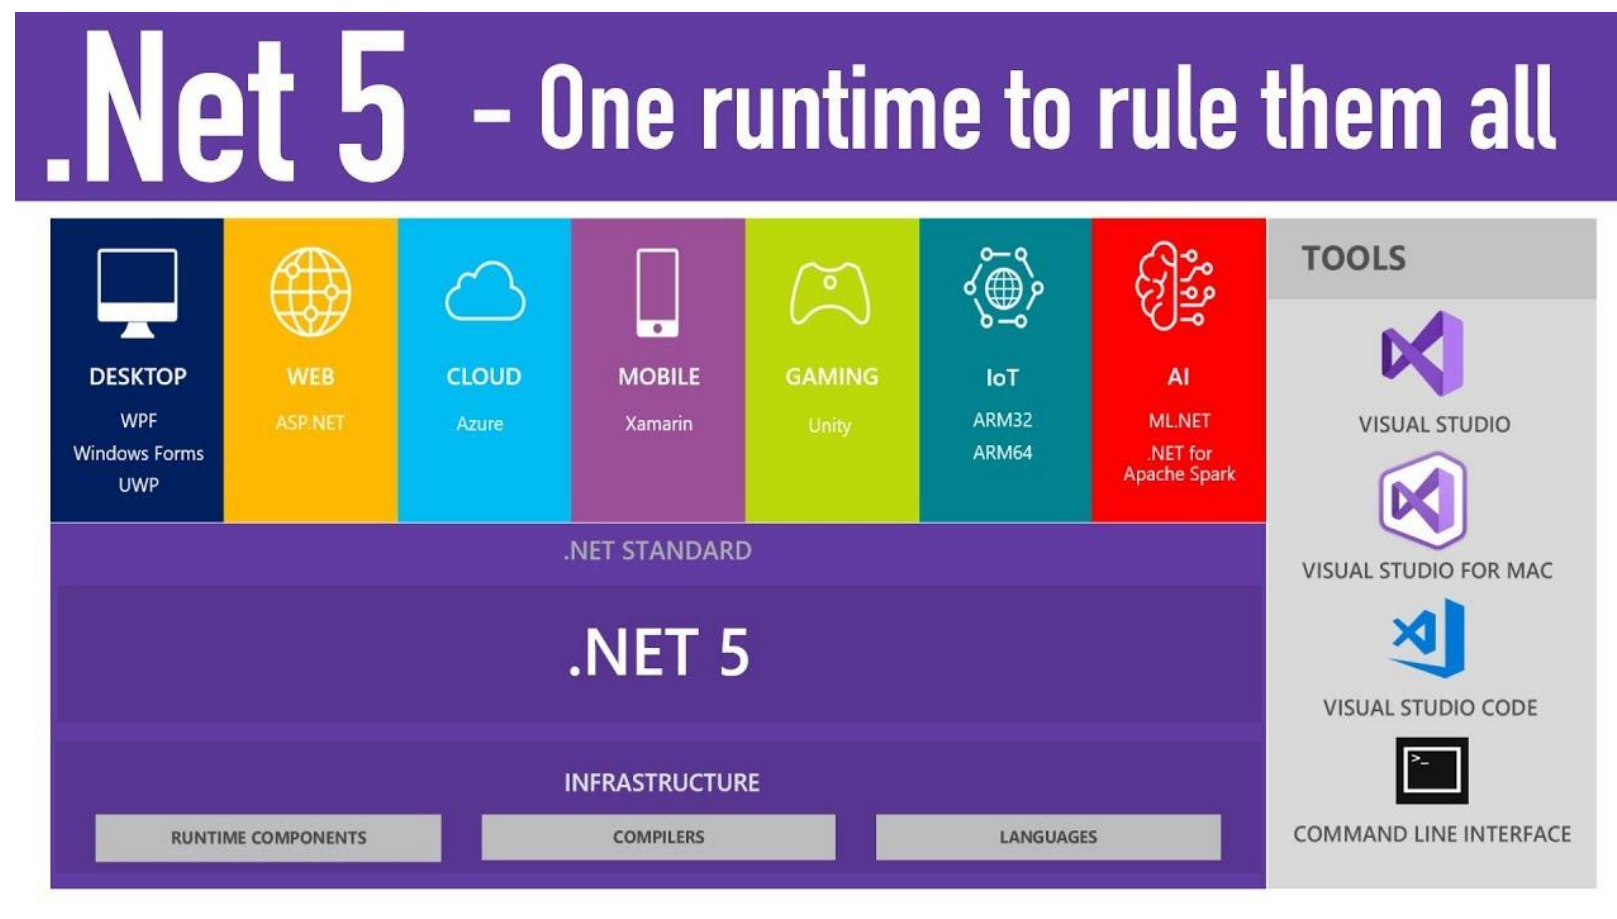 .Net 5 - One runtime to rule them all
DESKTOP
WPF
Windows Forms
UWP
WEB
ASP.NET
CLOUD
Azure
MOBILE
Xamarin
GAMING
Unity
IoT
ARM32
ARM64
AI
ML.NET
.NET for
Apache Spark
.NET STANDARD
.NET 5
INFRASTRUCTURE
RUNTIME COMPONENTS
COMPILERS
LANGUAGES
TOOLS
VISUAL STUDIO
VISUAL STUDIO FOR MAC
VISUAL STUDIO CODE
>_
COMMAND LINE INTERFACE